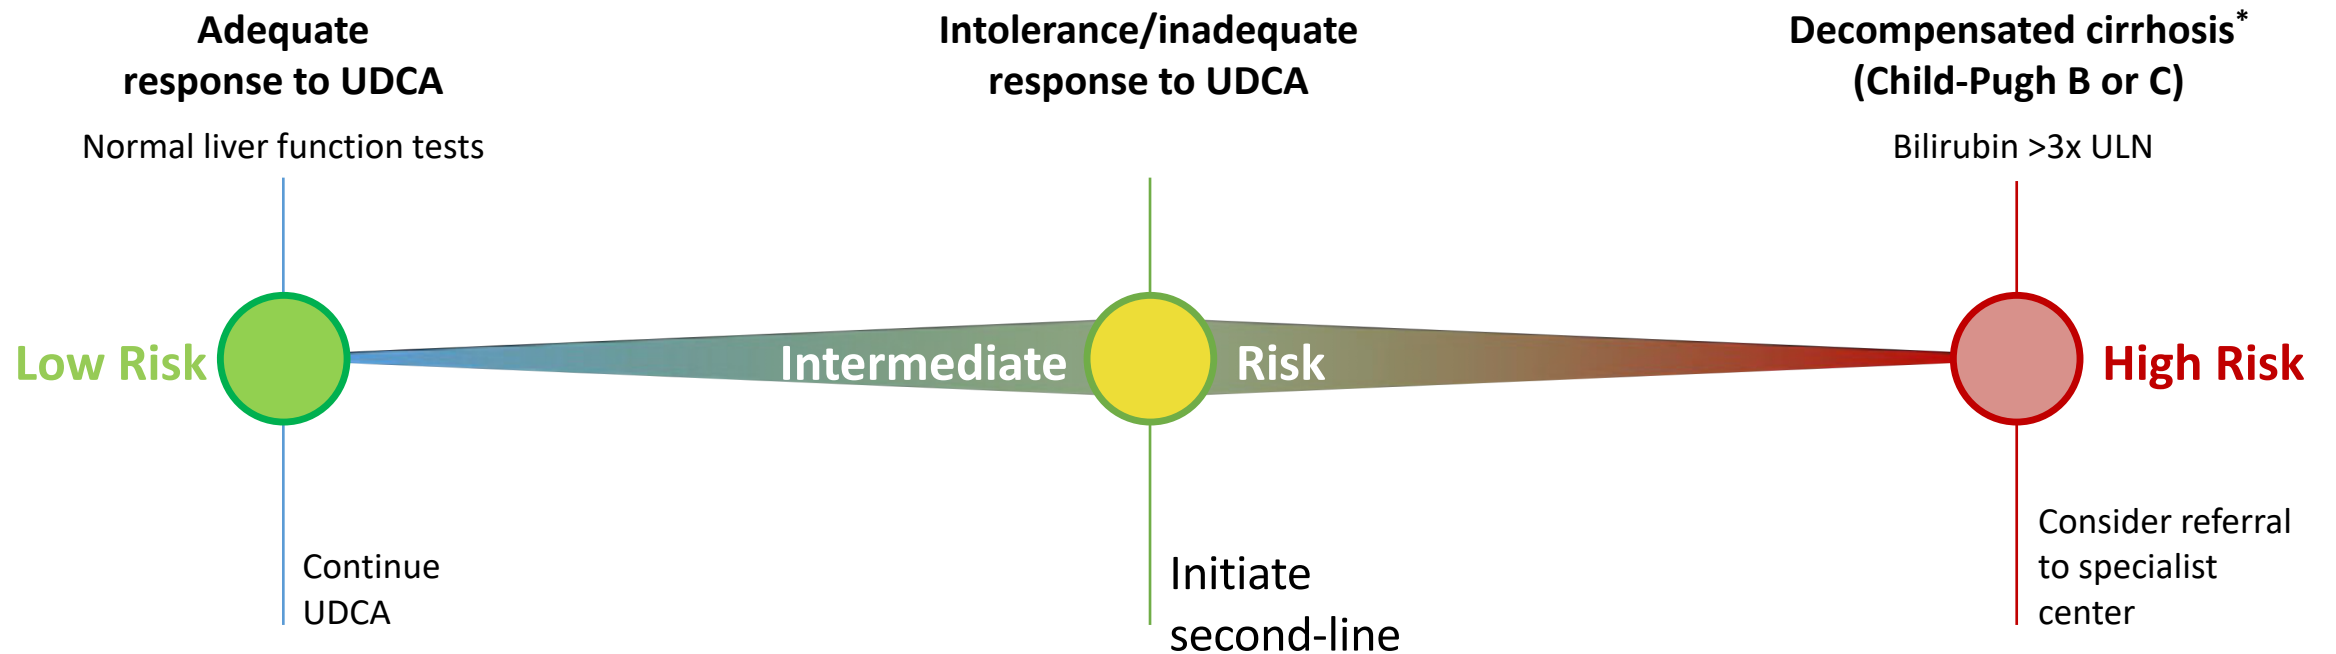 Adequate
response to UDCA
Normal liver function tests
Intolerance/inadequate
response to UDCA
Decompensated cirrhosis*
(Child-Pugh B or C)
Bilirubin >3x ULN
Low Risk
Intermediate Risk
High Risk
Continue
UDCA
Initiate
second-line
Consider referral
to specialist
center